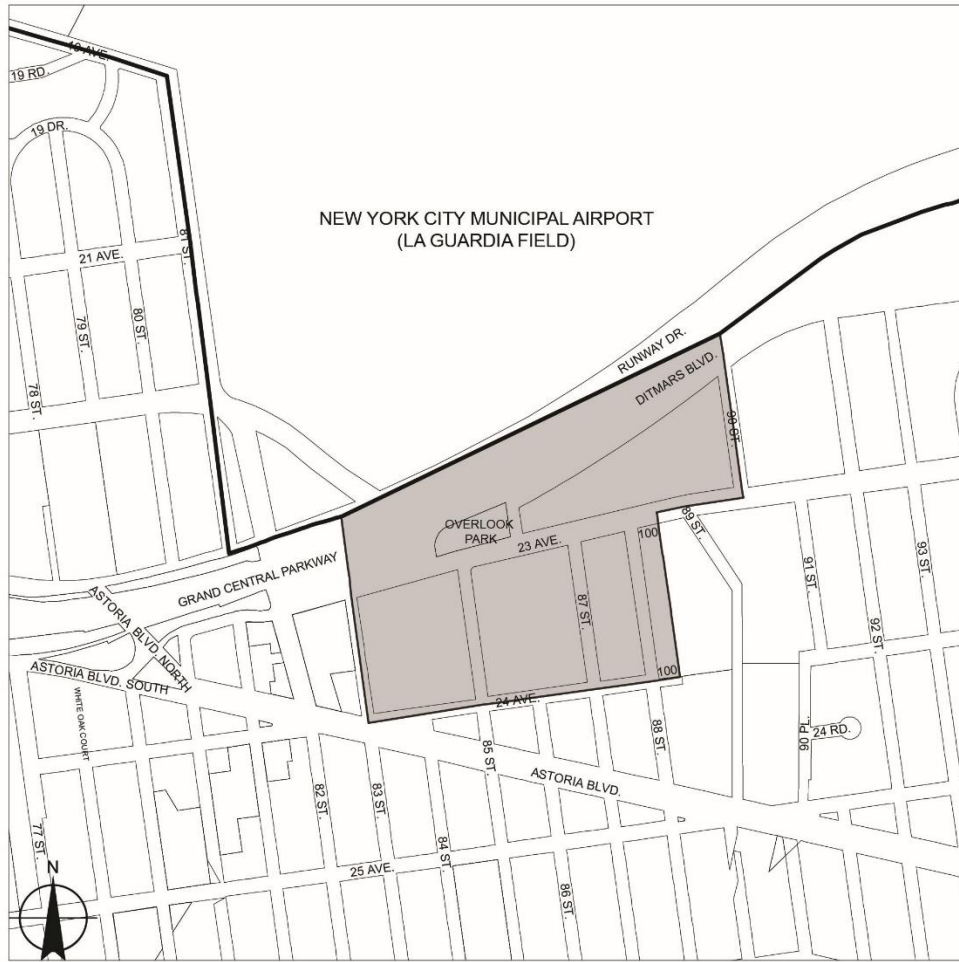 19 AVE.
19 RD.
19 DR.
NEW YORK CITY MUNICIPAL AIRPORT
(LA GUARDIA FIELD)
81 ST.
21 AVE.
80 ST.
79 ST.
78 ST.
RUNWAY DR.
DITMARS BLVD.
90 ST.
OVERLOOK
PARK
23 AVE.
100
89 ST.
GRAND CENTRAL PARKWAY
91 ST.
93 ST.
92 ST.
87 ST.
ASTORIA BLVD. NORTH
ASTORIA BLVD. SOUTH
WHITE OAK COURT
100
24 AVE.
88 ST.
90 PL.
24 RD.
85 ST.
ASTORIA BLVD.
82 ST.
83 ST.
84 ST.
77 ST.
25 AVE.
86 ST.
N